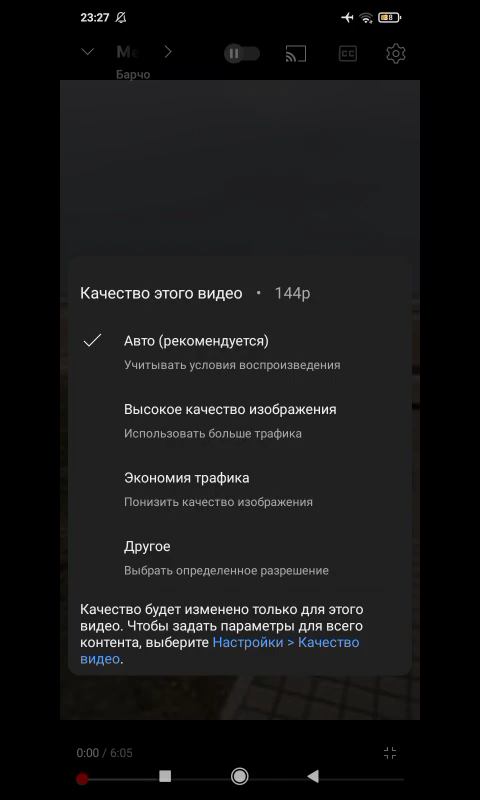 23:27
38
Ме
CC
Барчо
Качество этого видео • 144p
Авто (рекомендуется)
Учитывать условия воспроизведения
Высокое качество изображения
Использовать больше трафика
Экономия трафика
Понизить качество изображения
Другое
Выбрать определенное разрешение
Качество будет изменено только для этого
видео. Чтобы задать параметры для всего
контента, выберите Настройки > Качество
видео.
0:00 / 6:05